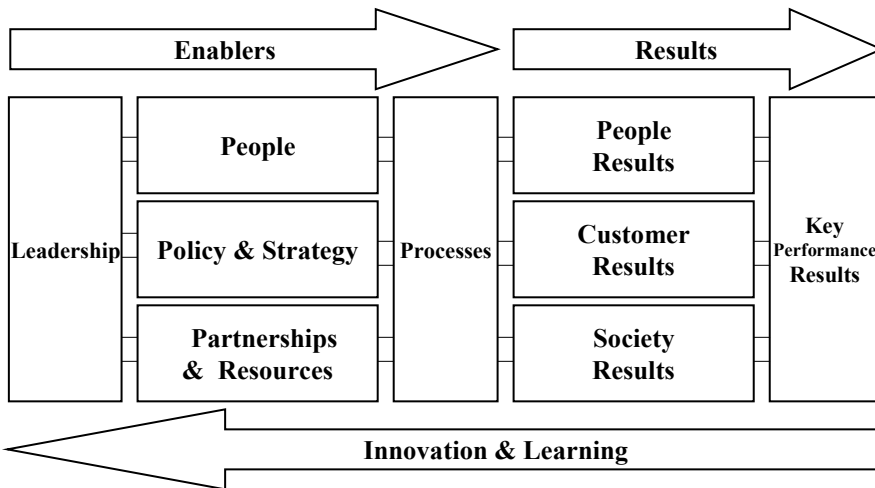 Enablers
Results
Leadership
People
Policy & Strategy
Partnerships
& Resources
Processes
People
Results
Customer
Results
Society
Results
Key
Performance
Results
Innovation & Learning